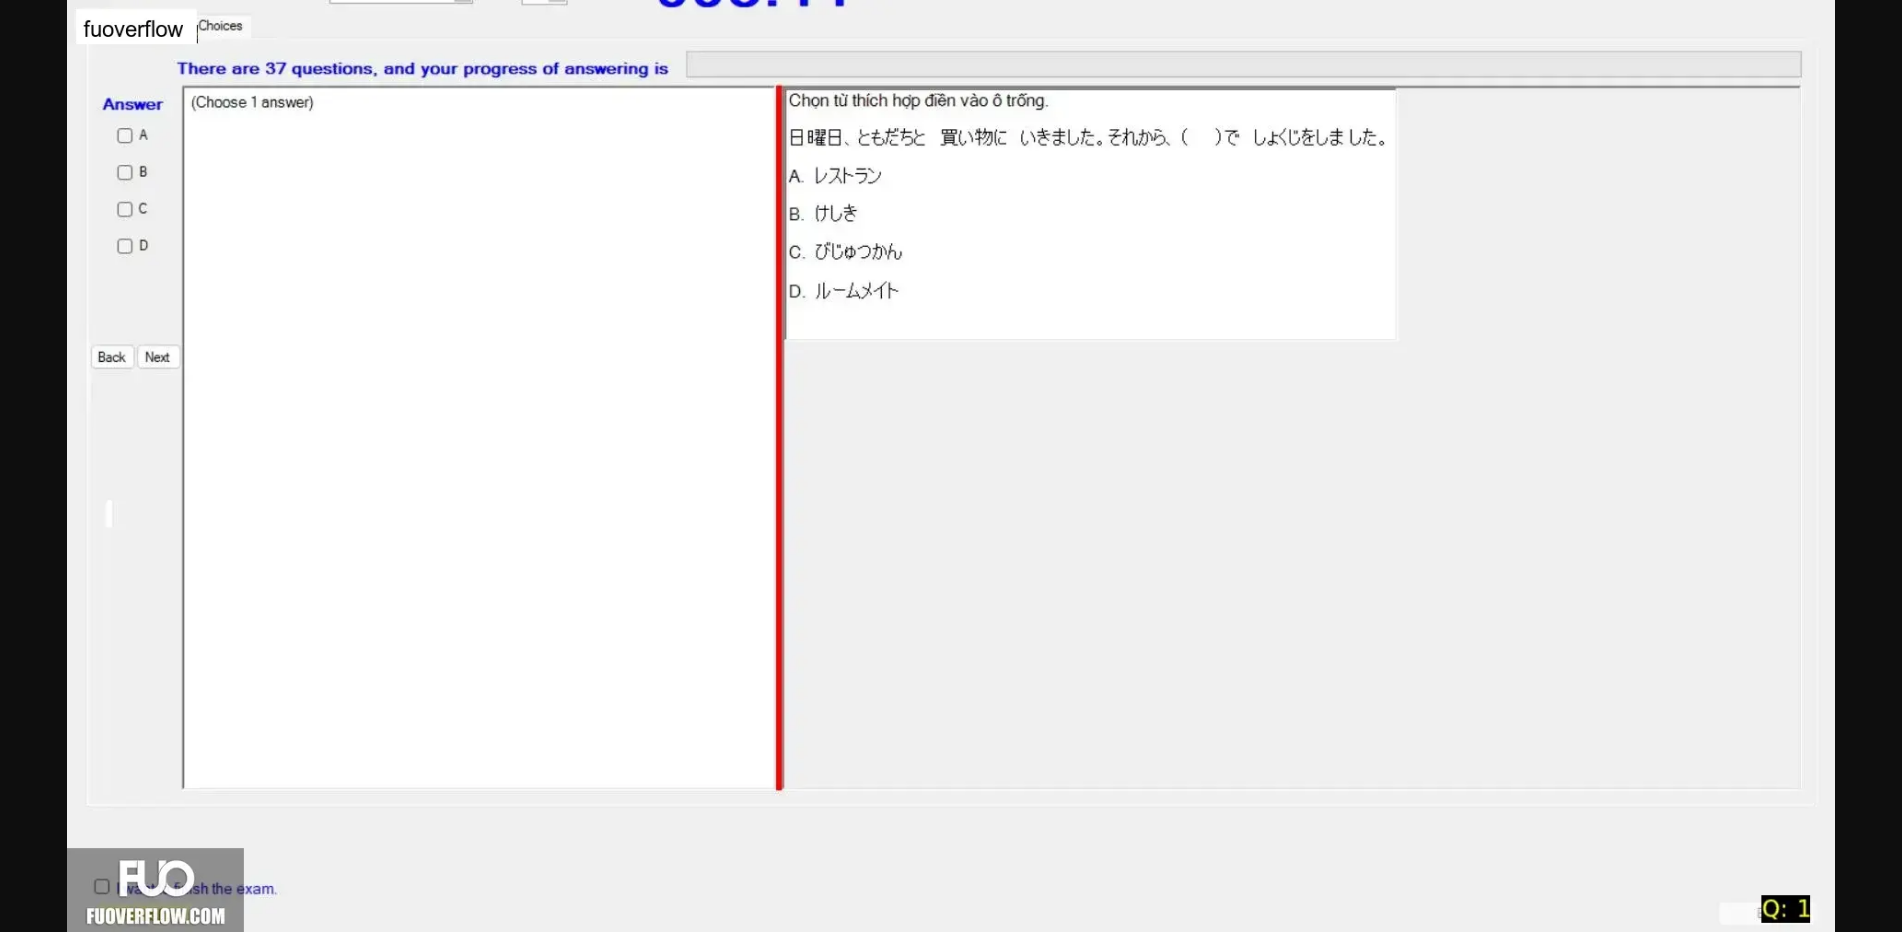 fuoverflow
Choices
There are 37 questions, and your progress of answering is
Answer
(Choose 1 answer)
A
B
C
D
Back
Next
Chọn từ thích hợp điền vào ô trống.
日曜日、ともだちと　買い物に　いきました。それから、(　　)で　しょくじをしました。
A. レストラン
B. けしき
C. びじゅつかん
D. ルームメイト
FUO
sh the exam.
FUOVERFLOW.COM
Q: 1